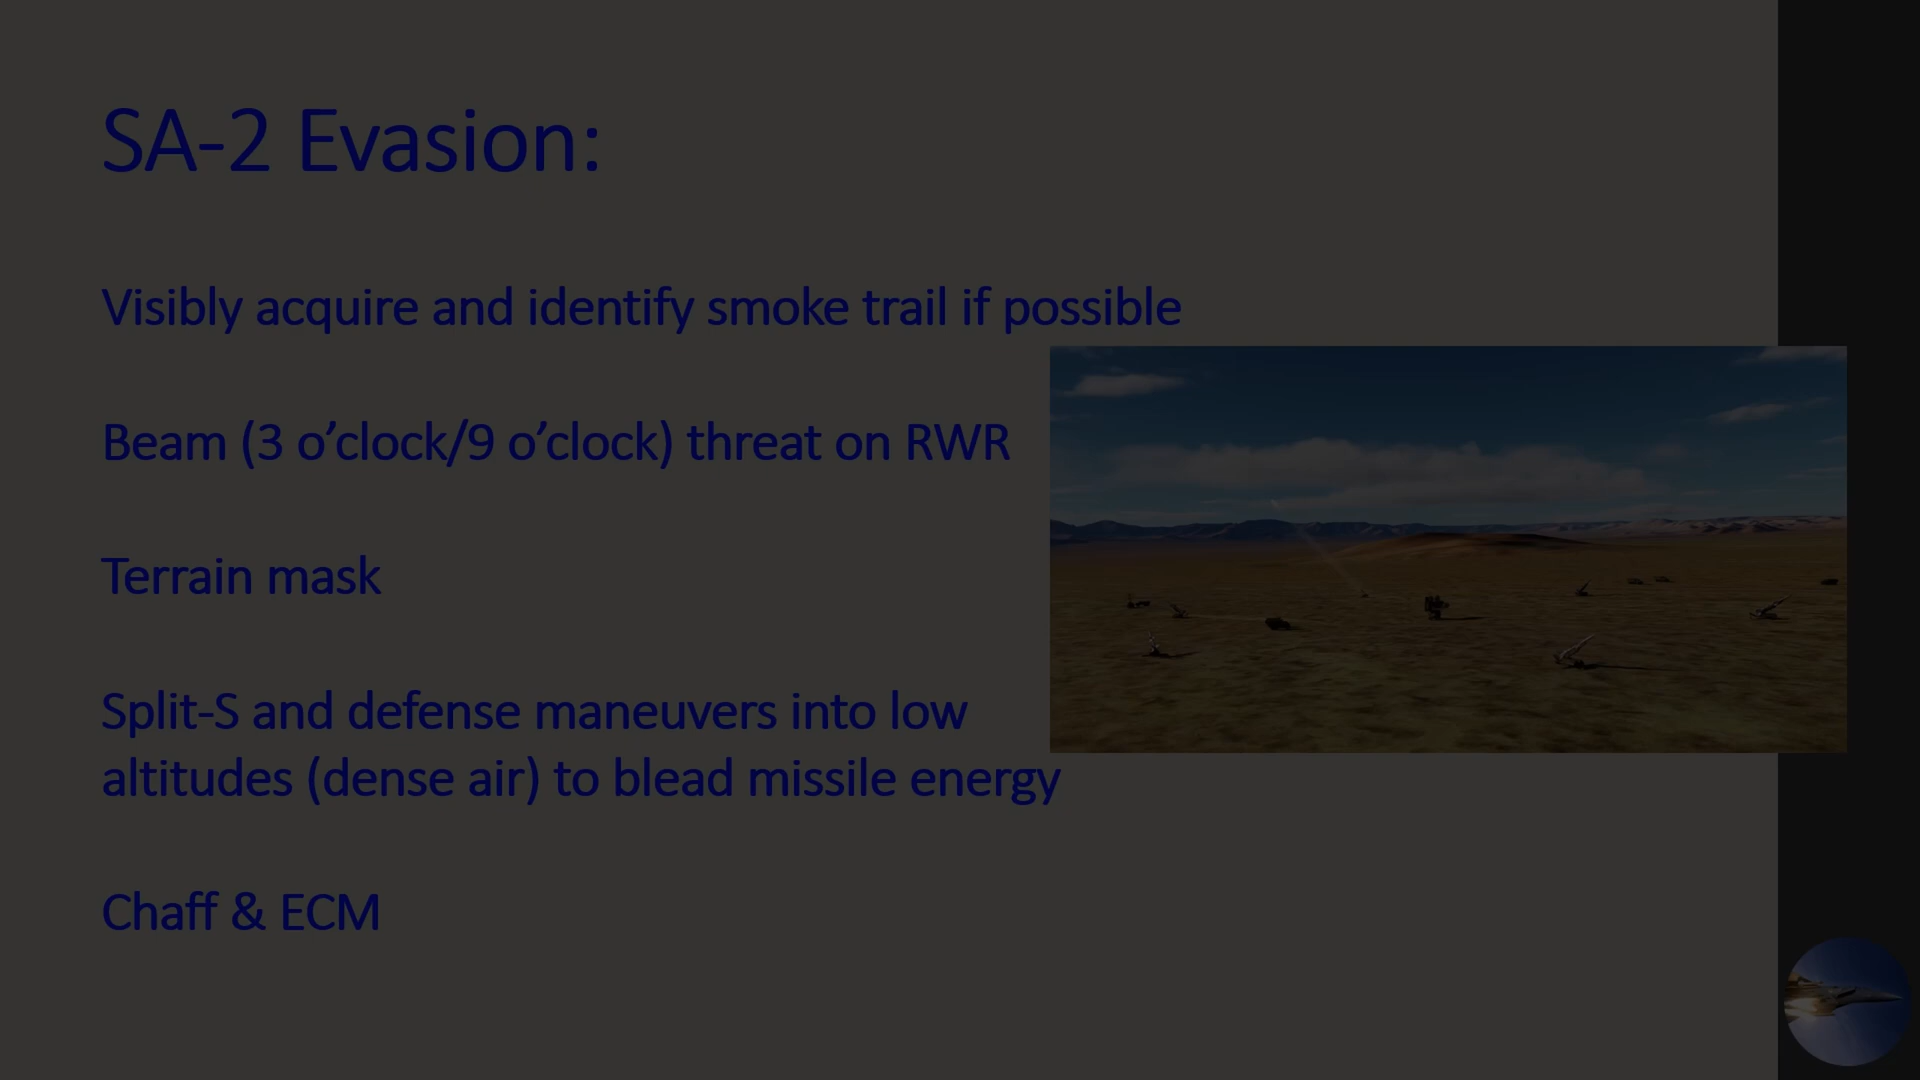 SA-2 Evasion:
Visibly acquire and identify smoke trail if possible
Beam (3 o’clock/9 o’clock) threat on RWR
Terrain mask
Split-S and defense maneuvers into low
altitudes (dense air) to blead missile energy
Chaff & ECM